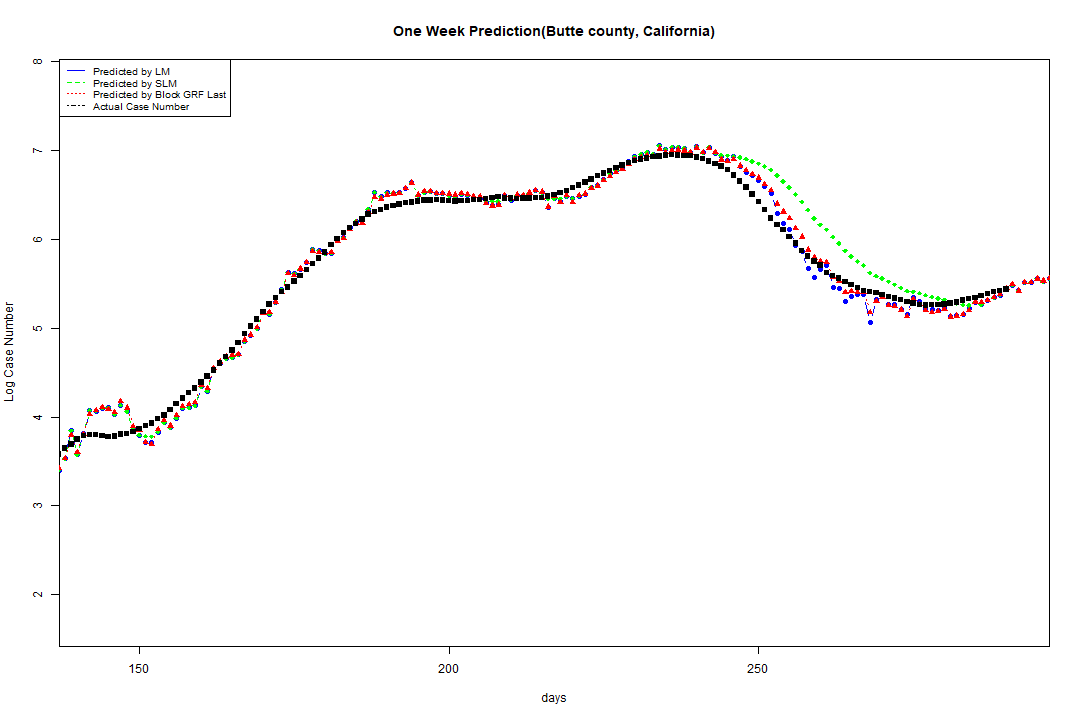 One Week Prediction(Butte county, California)
Predicted by LM
Predicted by SLM
Predicted by Block GRF Last
Actual Case Number
8
7
6
5
4
3
2
Log Case Number
150 200 250
days